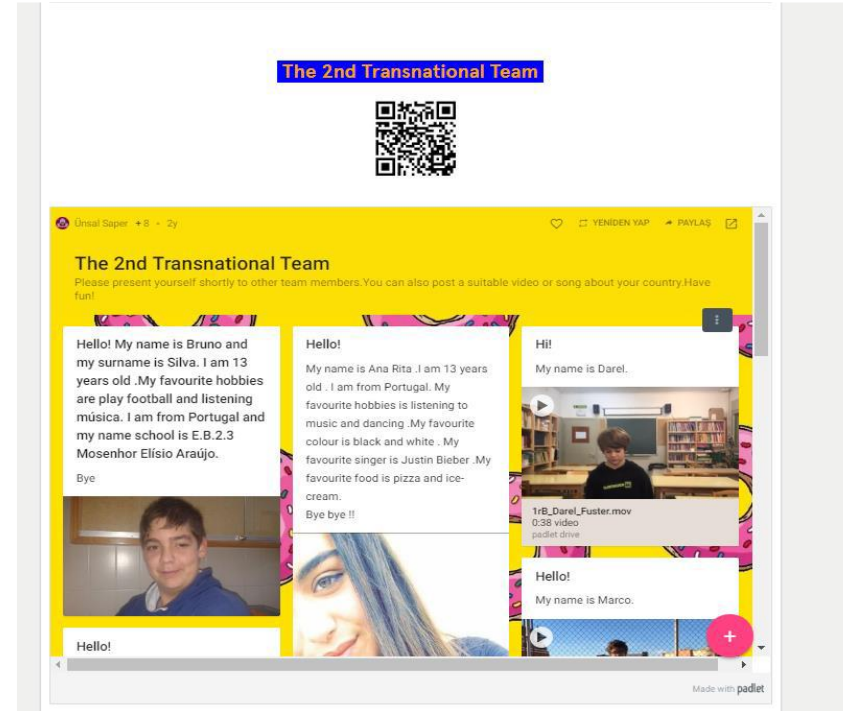 The 2nd Transnational Team
Ünsal Saper +8 • 2y
YENİDEN YAP
PAYLAŞ
The 2nd Transnational Team
Please present yourself shortly to other team members.You can also post a suitable video or song about your country.Have
fun!
Hello! My name is Bruno and
my surname is Silva. I am 13
years old .My favourite hobbies
are play football and listening
música. I am from Portugal and
my name school is E.B.2.3
Mosenhor Elísio Araújo.
Bye
Hello!
Hello!
My name is Ana Rita .I am 13 years
old . I am from Portugal. My
favourite hobbies is listening to
music and dancing .My favourite
colour is black and white . My
favourite singer is Justin Bieber .My
favourite food is pizza and ice-
cream.
Bye bye !!
Hi!
My name is Darel.
1rB_Darel_Fuster.mov
0:38 video
padlet drive
Hello!
My name is Marco.
+
Made with padlet